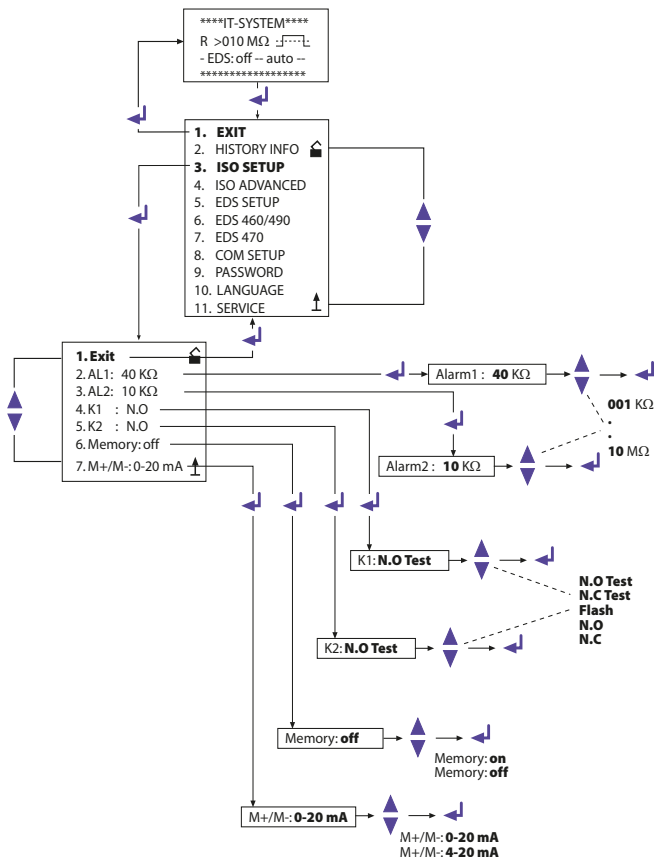 ****IT-SYSTEM****
R >010 MΩ
- EDS: off -- auto --
******************
1. EXIT
2. HISTORY INFO
3. ISO SETUP
4. ISO ADVANCED
5. EDS SETUP
6. EDS 460/490
7. EDS 470
8. COM SETUP
9. PASSWORD
10. LANGUAGE
11. SERVICE
1. Exit
2. AL1: 40 KΩ
3. AL2: 10 KΩ
4. K1 : N.O
5. K2 : N.O
6. Memory: off
7. M+/M-: 0-20 mA
Alarm1 : 40 KΩ
001 KΩ
.
.
10 MΩ
Alarm2 : 10 KΩ
K1: N.O Test
N.O Test
N.C Test
Flash
N.O
N.C
K2: N.O Test
Memory: off
Memory: on
Memory: off
M+/M-: 0-20 mA
M+/M-: 0-20 mA
M+/M-: 4-20 mA